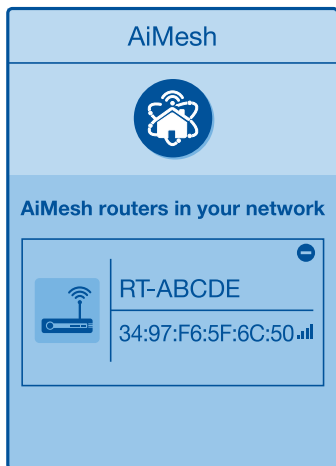 AiMesh
AiMesh routers in your network
RT-ABCDE
34:97:F6:5F:6C:50